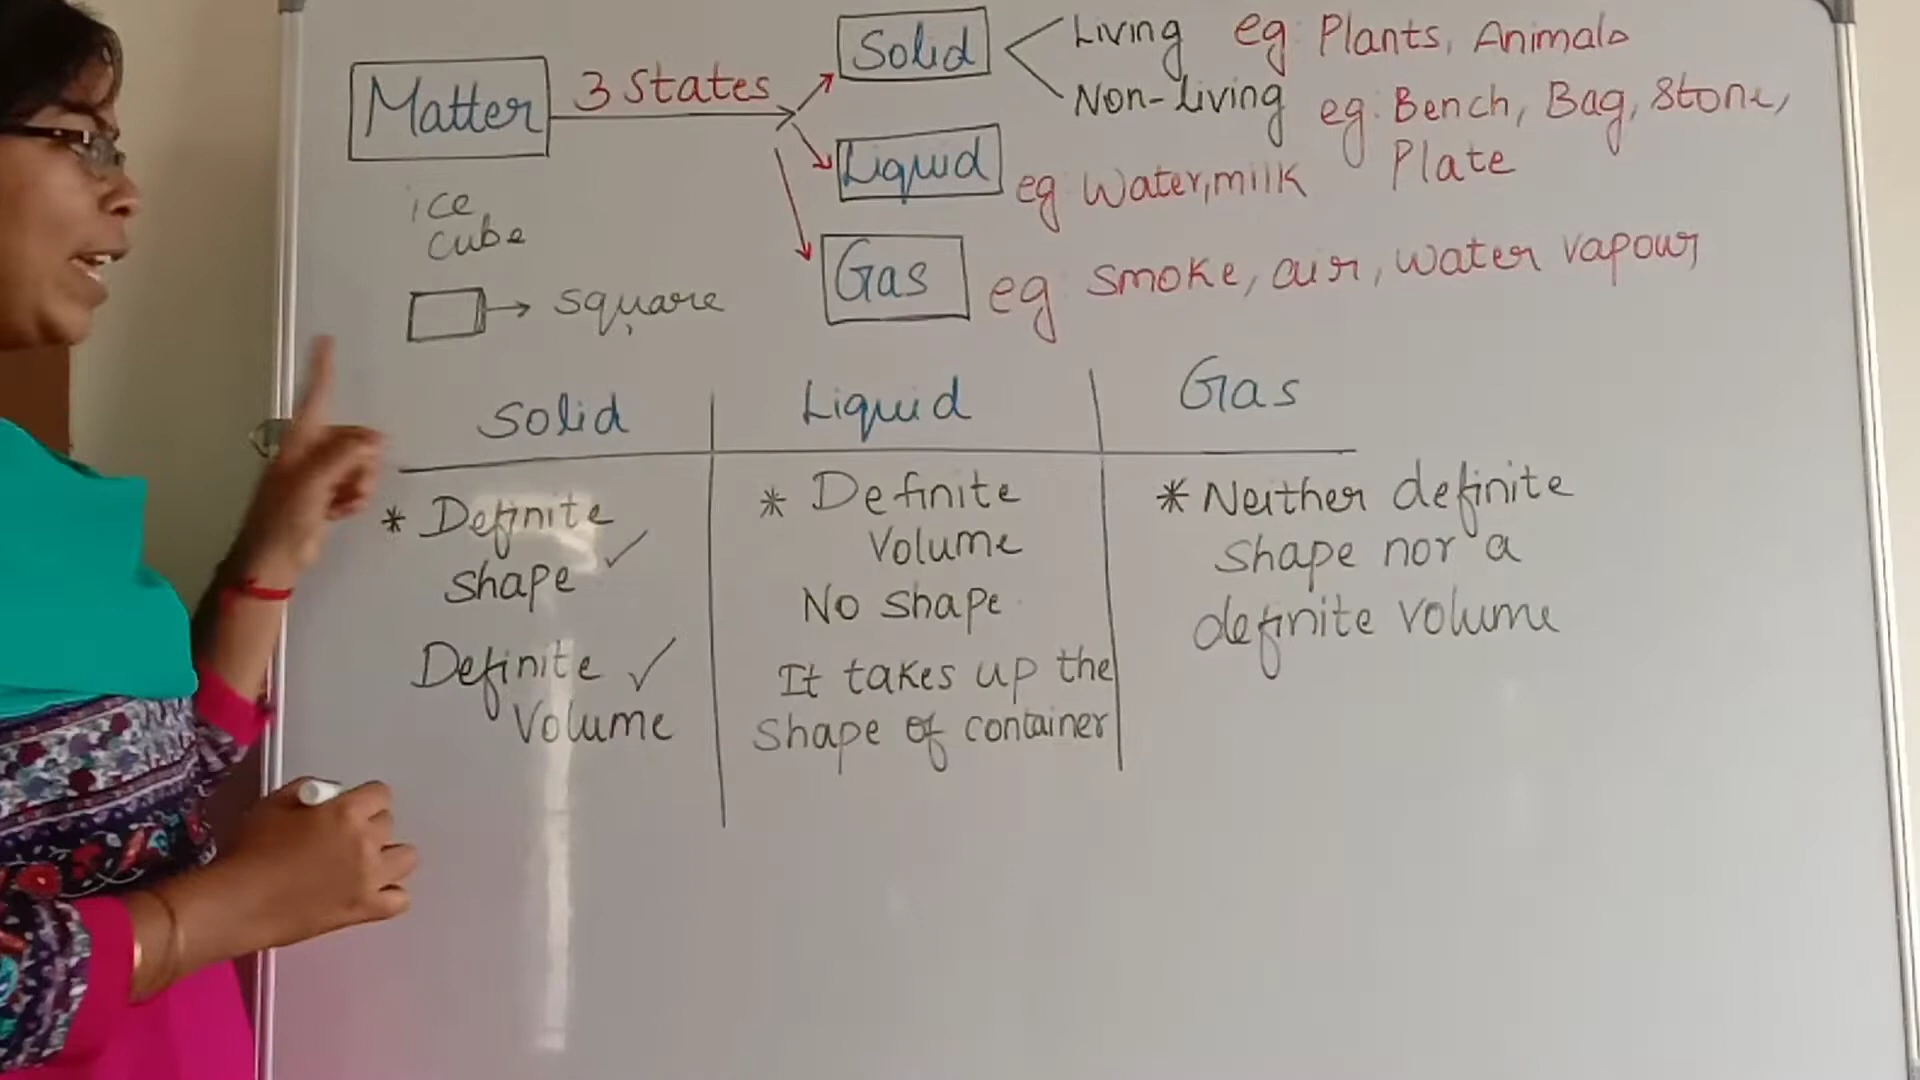 Matter 3 States Solid Living eg: Plants, Animals
Non-living eg: Bench, Bag, Stone,
Plate
Liquid eg: Water, milk
Gas eg: Smoke, air, water vapour,
ice
cube
square
Solid Liquid Gas
* Definite
shape ✓
Definite ✓
Volume
* Definite
Volume
No shape
It takes up the
shape of container
* Neither definite
shape nor a
definite volume